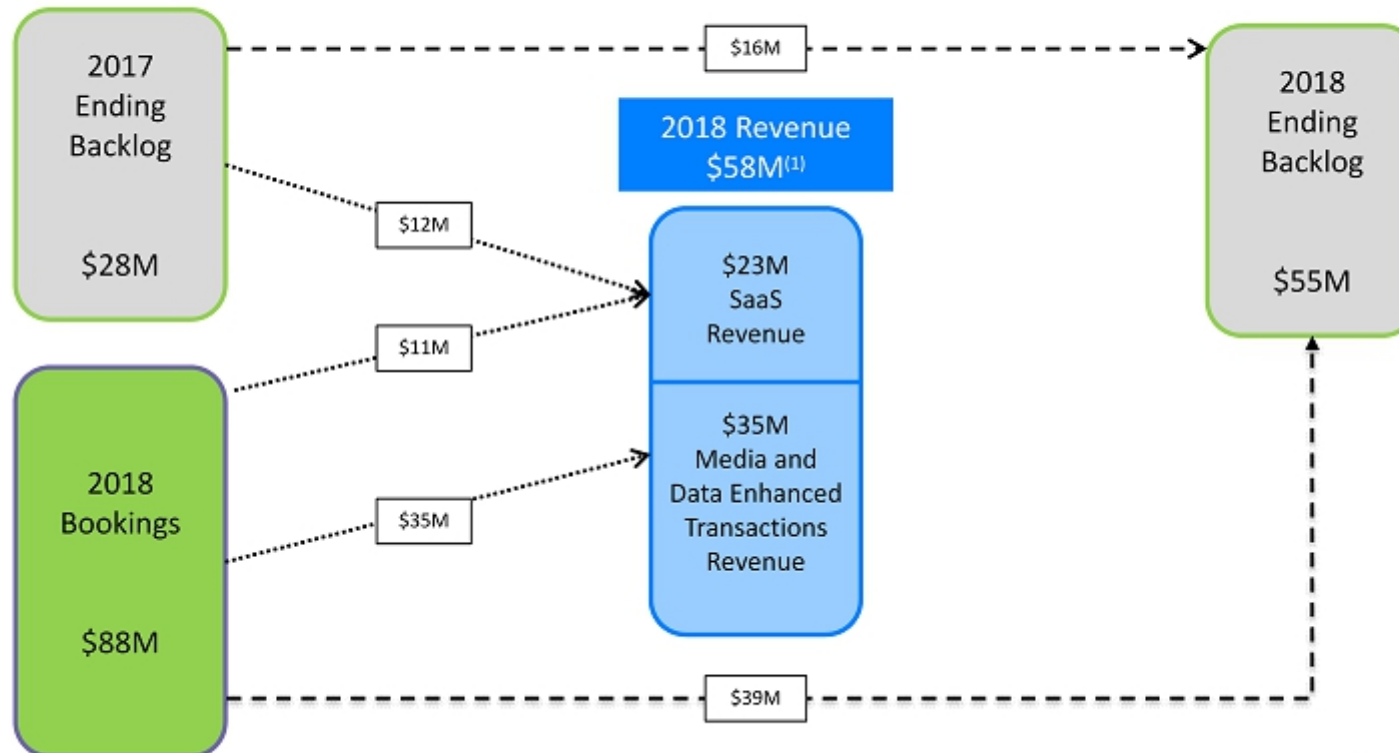 2017
Ending
Backlog
$28M
$16M
2018 Revenue
$58M(1)
2018
Ending
Backlog
$55M
$12M
$11M
$23M
SaaS
Revenue
2018
Bookings
$88M
$35M
$35M
Media and
Data Enhanced
Transactions
Revenue
$39M